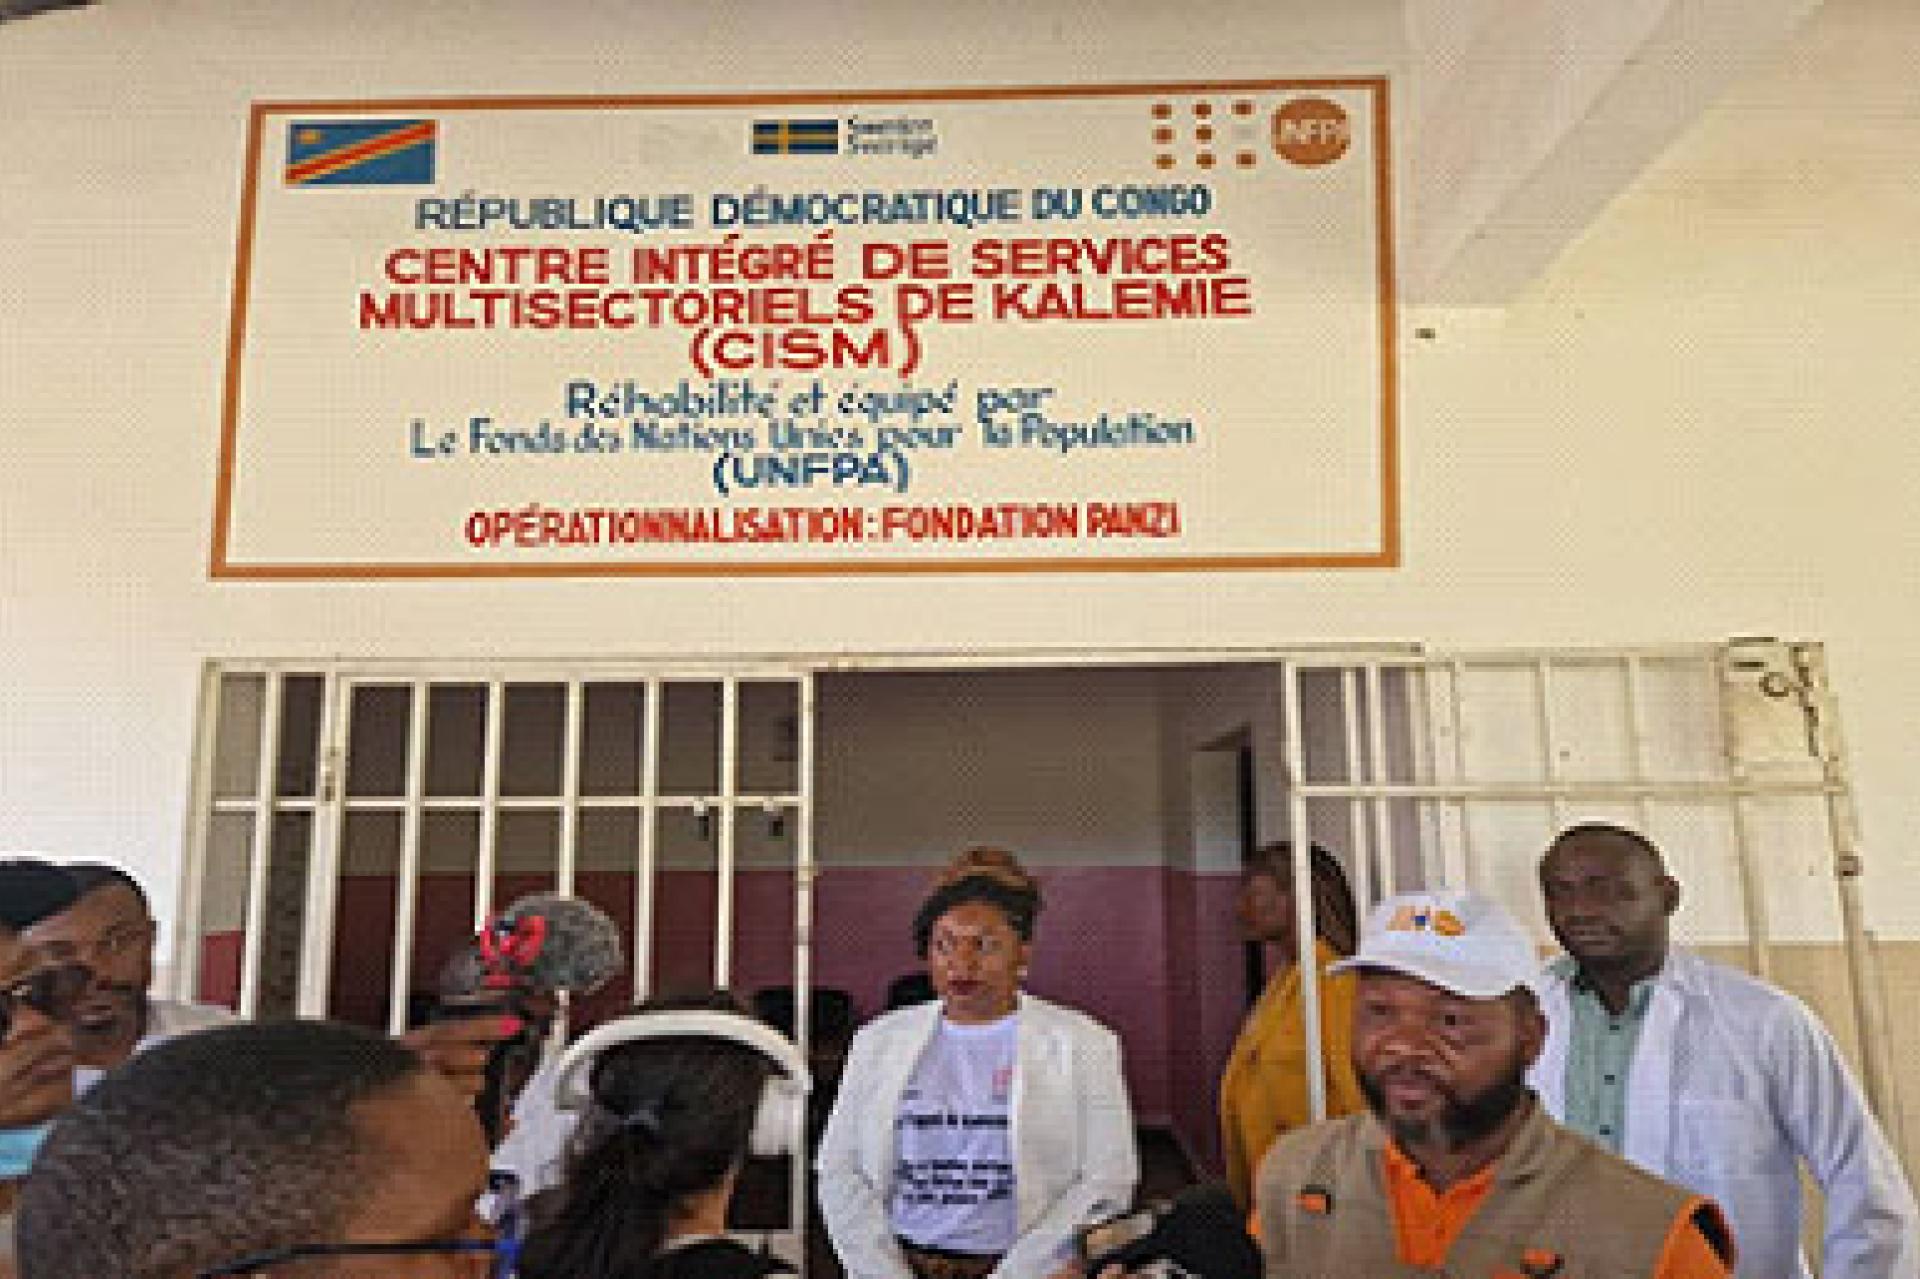 Sweden
Sverige
UNFPA
RÉPUBLIQUE DÉMOCRATIQUE DU CONGO
CENTRE INTÉGRÉ DE SERVICES
MULTISECTORIELS DE KALEMIE
(CISM)
Réhabilité et équipé par
Le Fonds des Nations Unies pour la Population
(UNFPA)
OPÉRATIONNALISATION: FONDATION PANZI